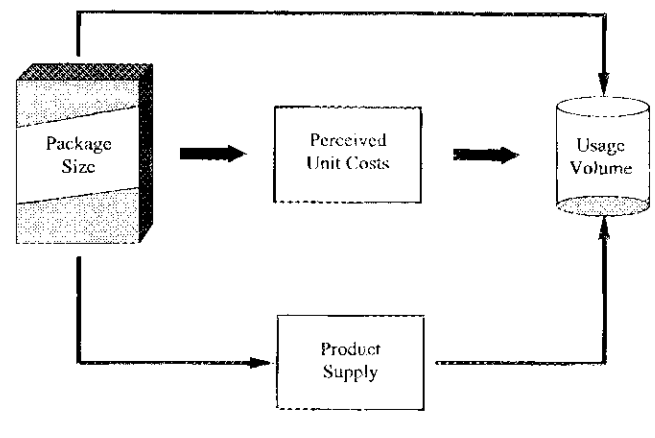 Package
Size
Perceived
Unit Costs
Usage
Volume
Product
Supply